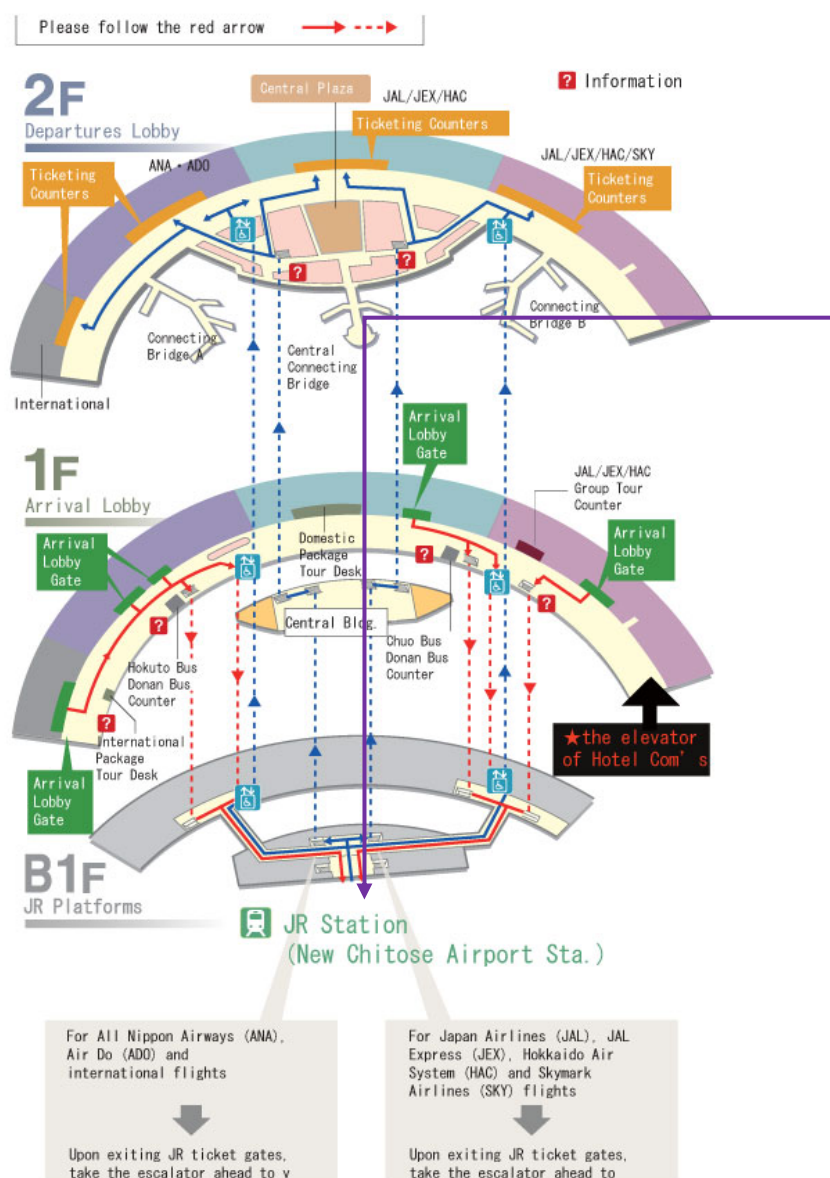 Please follow the red arrow
2F
Departures Lobby
Central Plaza
? Information
JAL/JEX/HAC
Ticketing Counters
ANA・ADO
JAL/JEX/HAC/SKY
Ticketing
Counters
Ticketing
Counters
?
?
Connecting
Bridge A
Central
Connecting
Bridge
Connecting
Bridge B
International
1F
Arrival Lobby
Arrival
Lobby
Gate
JAL/JEX/HAC
Group Tour
Counter
Arrival
Lobby
Gate
Domestic
Package
Tour Desk
Arrival
Lobby
Gate
?
?
?
Central Bldg.
Hokuto Bus
Donan Bus
Counter
Chuo Bus
Donan Bus
Counter
?
International
Package
Tour Desk
★the elevator
of Hotel Com's
Arrival
Lobby
Gate
B1F
JR Platforms
JR Station
(New Chitose Airport Sta.)
For All Nippon Airways (ANA),
Air Do (ADO) and
international flights
Upon exiting JR ticket gates,
take the escalator ahead to y
For Japan Airlines (JAL), JAL
Express (JEX), Hokkaido Air
System (HAC) and Skymark
Airlines (SKY) flights
Upon exiting JR ticket gates,
take the escalator ahead to